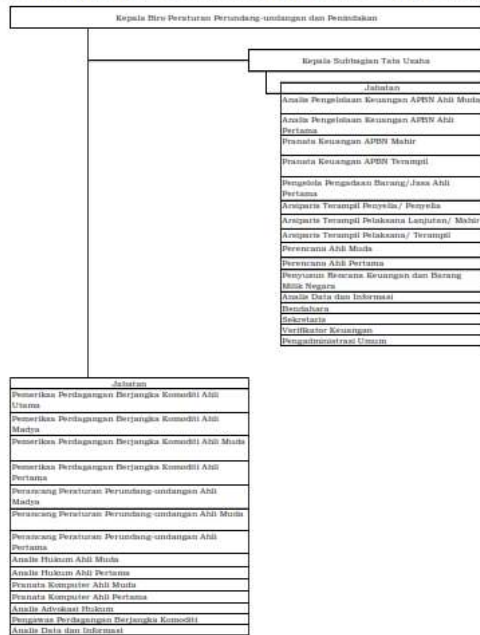 Kepala Biro Peraturan Perundang-undangan dan Penindakan
Kepala Subbagian Tata Usaha
Jabatan
Analis Pengelolaan Keuangan APBN Ahli Muda
Analis Pengelolaan Keuangan APBN Ahli
Pertama
Pranata Keuangan APBN Mahir
Pranata Keuangan APBN Terampil
Pengelola Pengadaan Barang/Jasa Ahli
Pertama
Arsiparis Terampil Penyelia/ Penyelia
Arsiparis Terampil Pelaksana Lanjutan/ Mahir
Arsiparis Terampil Pelaksana/ Terampil
Perencana Ahli Muda
Perencana Ahli Pertama
Penyusun Rencana Keuangan dan Barang
Milik Negara
Analis Data dan Informasi
Bendahara
Sekretaris
Verifikator Keuangan
Pengadministrasi Umum
Jabatan
Pemeriksa Perdagangan Berjangka Komoditi Ahli
Utama
Pemeriksa Perdagangan Berjangka Komoditi Ahli
Madya
Pemeriksa Perdagangan Berjangka Komoditi Ahli Muda
Pemeriksa Perdagangan Berjangka Komoditi Ahli
Pertama
Perancang Peraturan Perundang-undangan Ahli
Madya
Perancang Peraturan Perundang-undangan Ahli Muda
Perancang Peraturan Perundang-undangan Ahli
Pertama
Analis Hukum Ahli Muda
Analis Hukum Ahli Pertama
Pranata Komputer Ahli Muda
Pranata Komputer Ahli Pertama
Analis Advokasi Hukum
Pengawas Perdagangan Berjangka Komoditi
Analis Data dan Informasi